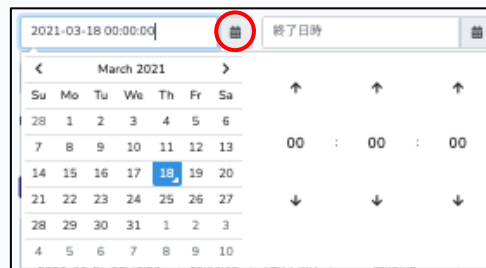 2021-03-18 00:00:00 終了日時
March 2021
Su Mo Tu We Th Fr Sa
28 1 2 3 4 5 6
7 8 9 10 11 12 13
00 : 00 : 00
14 15 16 17 18 19 20
21 22 23 24 25 26 27
28 29 30 31 1 2 3
4 5 6 7 8 9 10